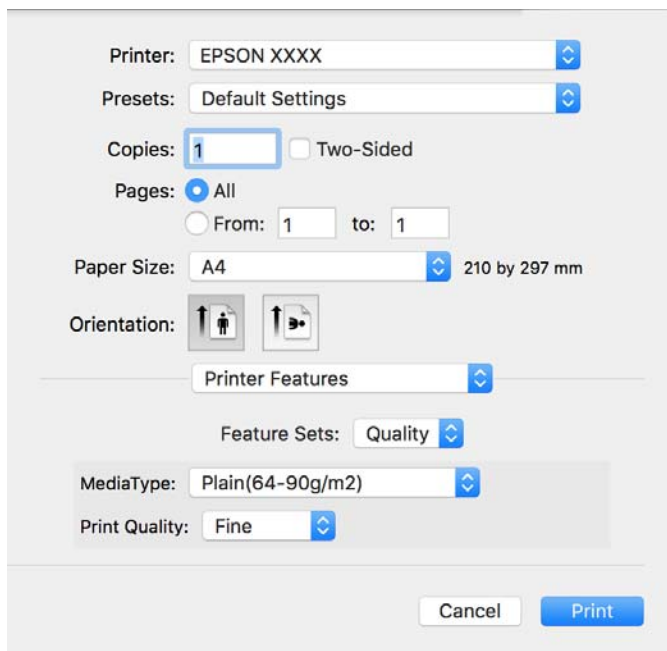 Printer: EPSON XXXX
Presets: Default Settings
Copies: 1 Two-Sided
Pages: All
From: 1 to: 1
Paper Size: A4 210 by 297 mm
Orientation:
Printer Features
Feature Sets: Quality
MediaType: Plain(64-90g/m2)
Print Quality: Fine
Cancel Print